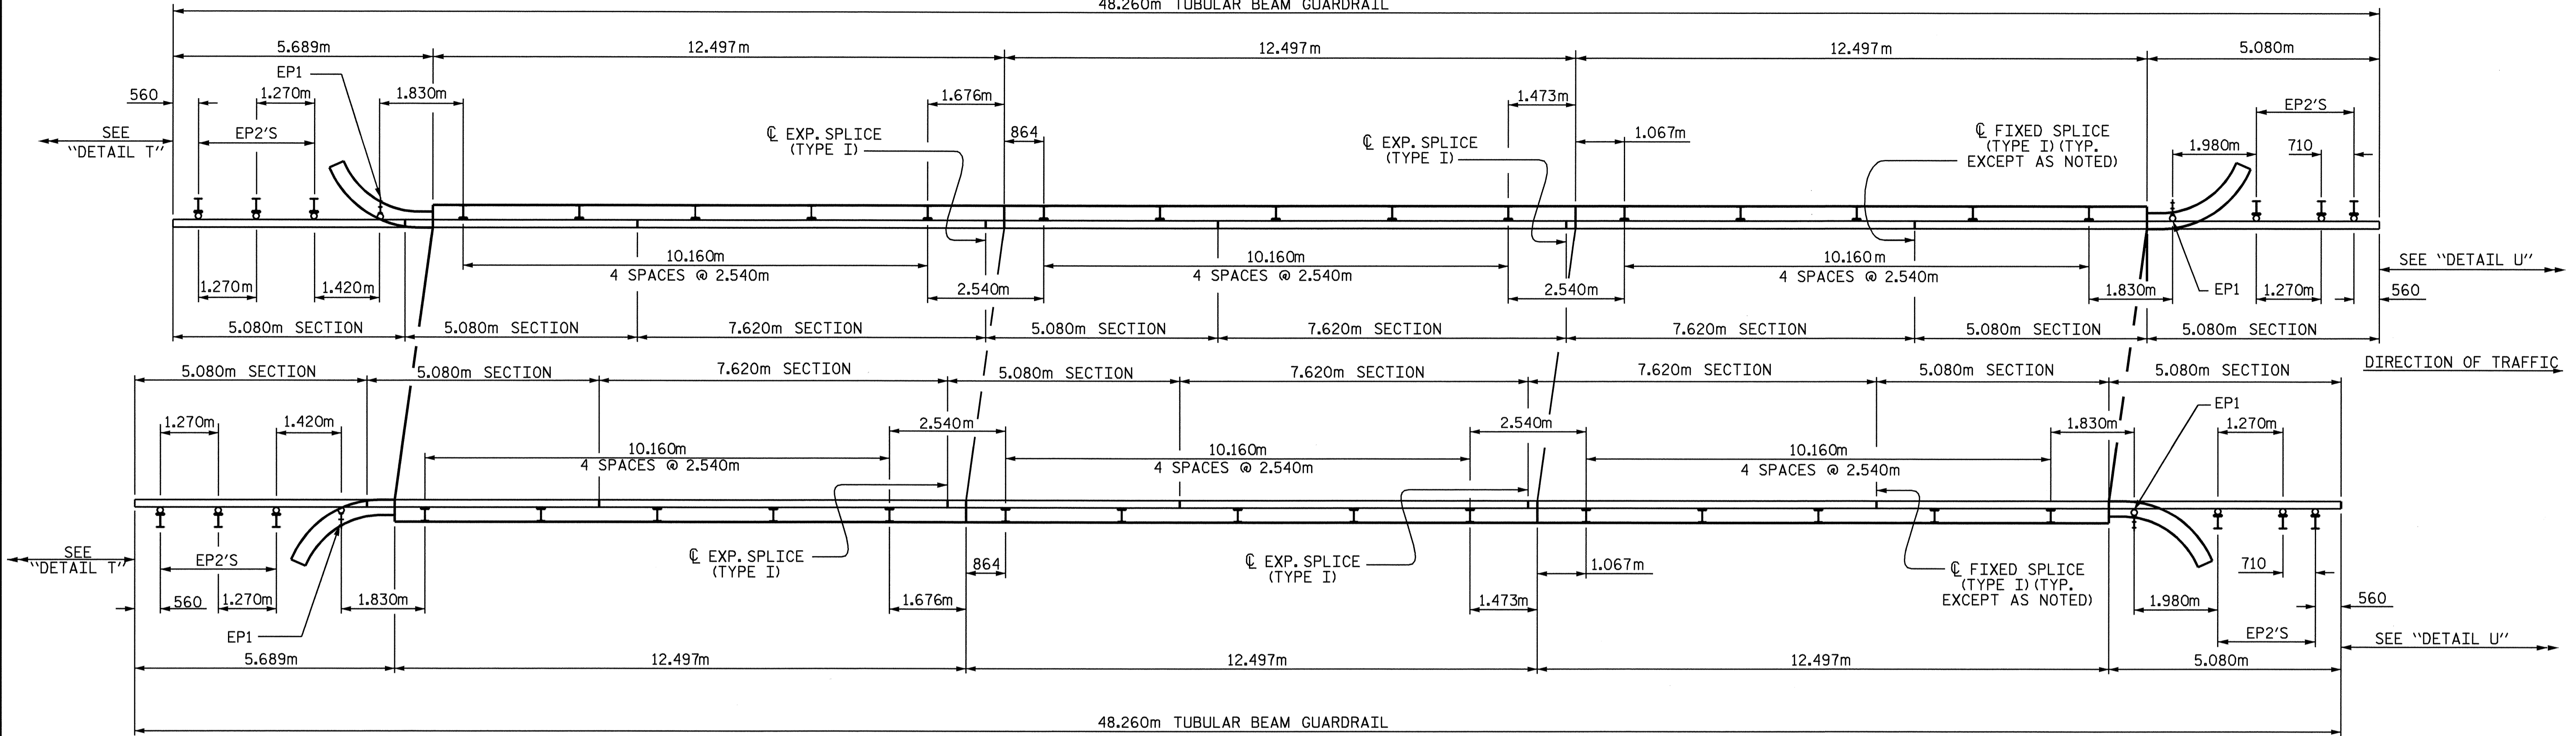 48.260m TUBULAR BEAM GUARDRAIL
5.689m
12.497m
12.497m
12.497m
5.080m
EP1
560
1.270m
1.830m
1.676m
1.473m
EP2'S
SEE
"DETAIL T"
EP2'S
℄ EXP. SPLICE
(TYPE I)
864
℄ EXP. SPLICE
(TYPE I)
1.067m
℄ FIXED SPLICE
(TYPE I) (TYP.
EXCEPT AS NOTED)
1.980m
710
10.160m
4 SPACES @ 2.540m
10.160m
4 SPACES @ 2.540m
10.160m
4 SPACES @ 2.540m
SEE "DETAIL U"
1.270m
1.420m
2.540m
2.540m
1.830m
EP1
1.270m
560
5.080m SECTION
5.080m SECTION
7.620m SECTION
5.080m SECTION
7.620m SECTION
7.620m SECTION
5.080m SECTION
5.080m SECTION
DIRECTION OF TRAFFIC
5.080m SECTION
5.080m SECTION
7.620m SECTION
5.080m SECTION
7.620m SECTION
7.620m SECTION
5.080m SECTION
5.080m SECTION
EP1
1.270m
1.420m
2.540m
2.540m
1.830m
1.270m
10.160m
4 SPACES @ 2.540m
10.160m
4 SPACES @ 2.540m
10.160m
4 SPACES @ 2.540m
SEE
"DETAIL T"
EP2'S
℄ EXP. SPLICE
(TYPE I)
864
℄ EXP. SPLICE
(TYPE I)
1.067m
℄ FIXED SPLICE
(TYPE I) (TYP.
EXCEPT AS NOTED)
710
560
1.270m
1.830m
1.676m
1.473m
1.980m
560
EP1
EP2'S
SEE "DETAIL U"
5.689m
12.497m
12.497m
12.497m
5.080m
48.260m TUBULAR BEAM GUARDRAIL